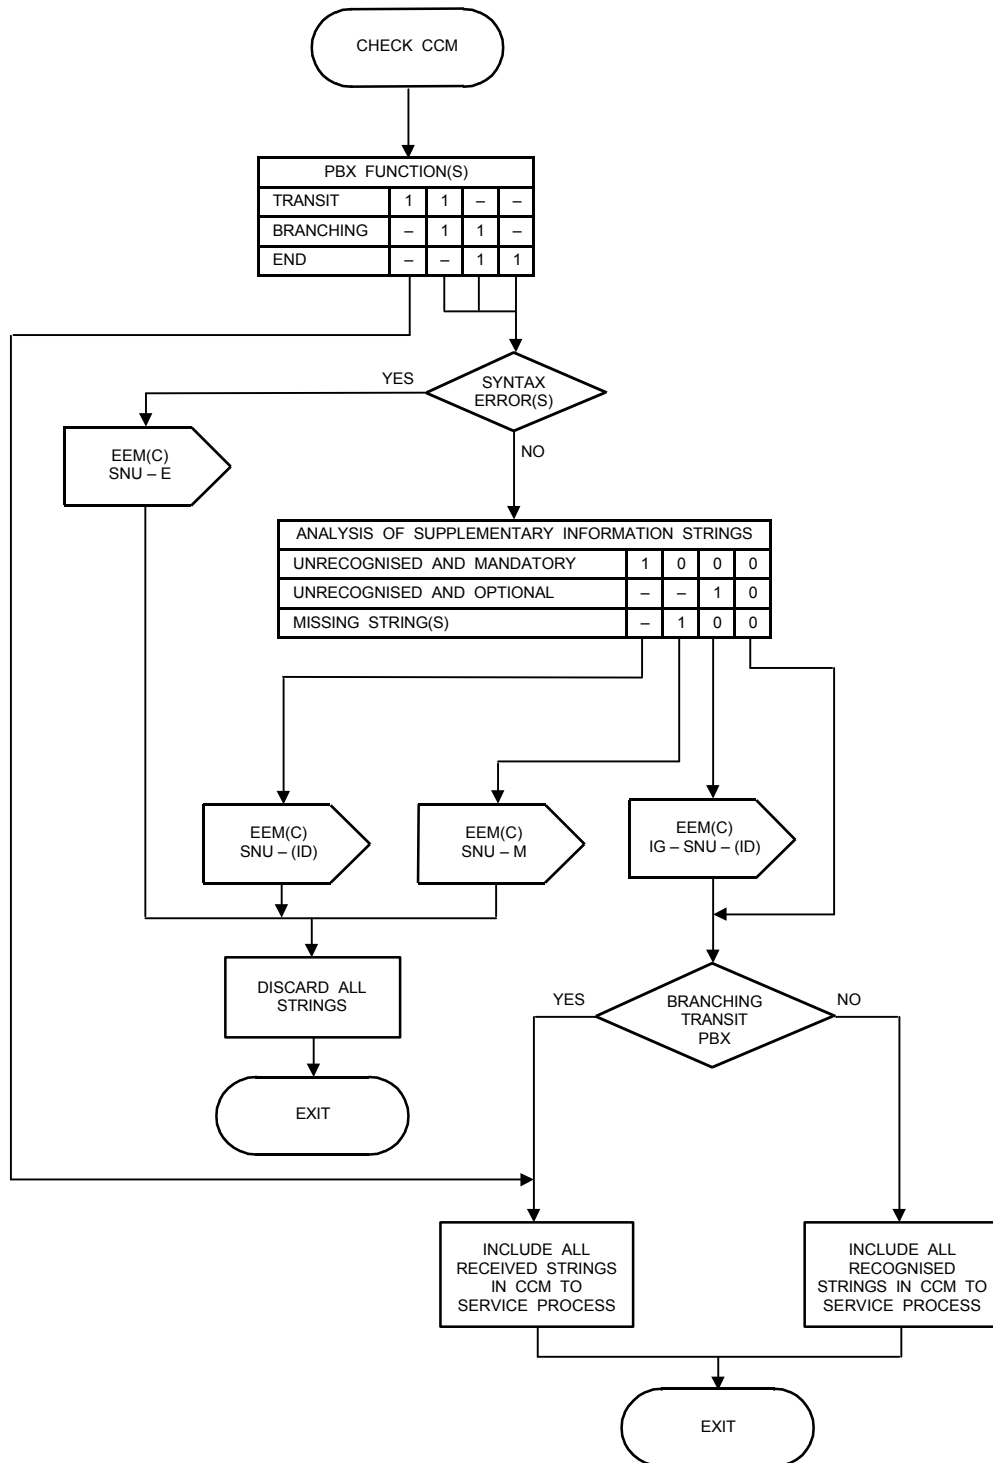 CHECK CCM
PBX FUNCTION(S)
TRANSIT 1 1 – –
BRANCHING – 1 1 –
END – – 1 1
YES
SYNTAX
ERROR(S)
NO
EEM(C)
SNU – E
ANALYSIS OF SUPPLEMENTARY INFORMATION STRINGS
UNRECOGNISED AND MANDATORY 1 0 0 0
UNRECOGNISED AND OPTIONAL – – 1 0
MISSING STRING(S) – 1 0 0
EEM(C)
SNU – (ID)
EEM(C)
SNU – M
EEM(C)
IG – SNU – (ID)
DISCARD ALL
STRINGS
YES
BRANCHING
TRANSIT
PBX
NO
EXIT
INCLUDE ALL
RECEIVED STRINGS
IN CCM TO
SERVICE PROCESS
INCLUDE ALL
RECOGNISED
STRINGS IN CCM TO
SERVICE PROCESS
EXIT